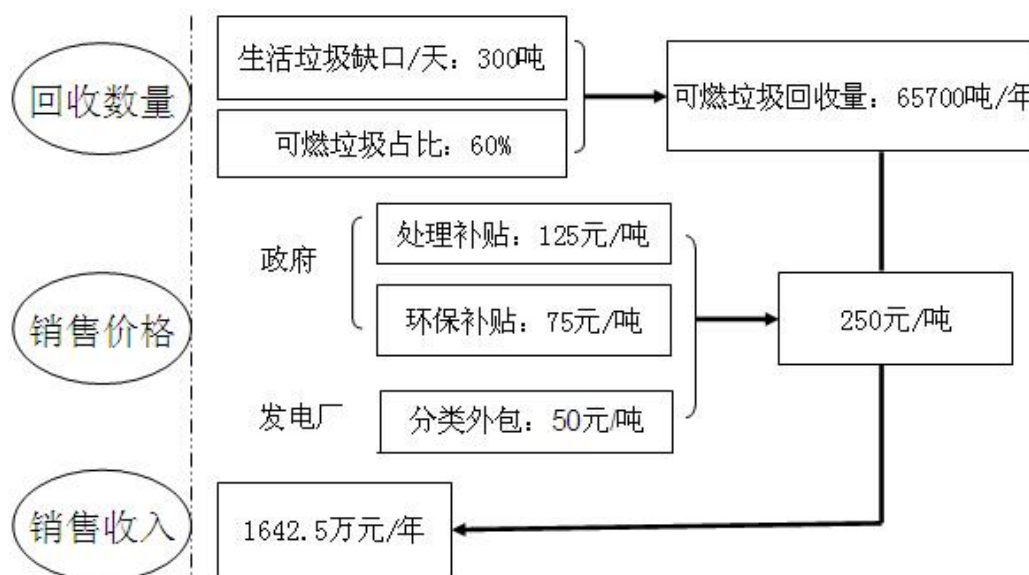 回收数量
生活垃圾缺口/天：300吨
可燃垃圾占比：60%
可燃垃圾回收量：65700吨/年
销售价格
政府
处理补贴：125元/吨
环保补贴：75元/吨
发电厂
分类外包：50元/吨
250元/吨
销售收入
1642.5万元/年